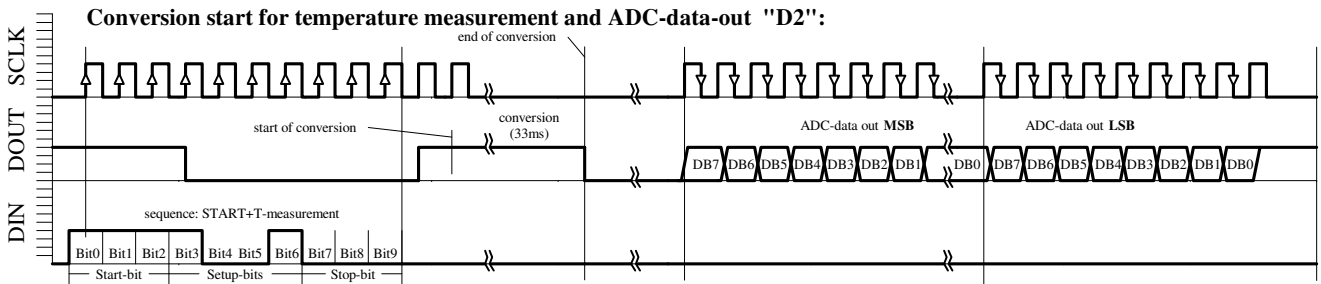 Conversion start for temperature measurement and ADC-data-out "D2":
end of conversion
SCLK
start of conversion
conversion
(33ms)
ADC-data out MSB
ADC-data out LSB
DOUT
DB7 DB6 DB5 DB4 DB3 DB2 DB1 DB0 DB7 DB6 DB5 DB4 DB3 DB2 DB1 DB0
sequence: START+T-measurement
DIN
Bit0 Bit1 Bit2 Bit3 Bit4 Bit5 Bit6 Bit7 Bit8 Bit9
Start-bit Setup-bits Stop-bit